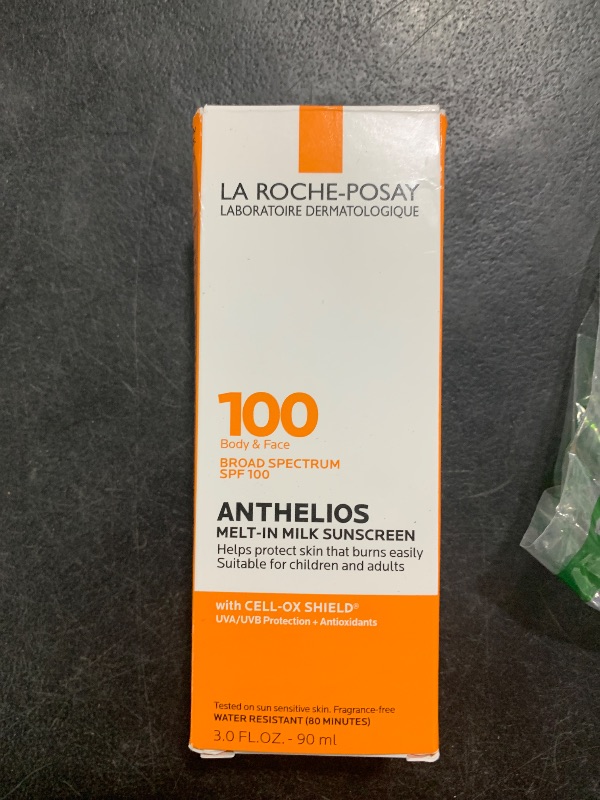 LA ROCHE-POSAY
LABORATOIRE DERMATOLOGIQUE
100
Body & Face
BROAD SPECTRUM
SPF 100
ANTHELIOS
MELT-IN MILK SUNSCREEN
Helps protect skin that burns easily
Suitable for children and adults
with CELL-OX SHIELD®
UVA/UVB Protection + Antioxidants
Tested on sun sensitive skin. Fragrance-free
WATER RESISTANT (80 MINUTES)
3.0 FL.OZ. - 90 ml